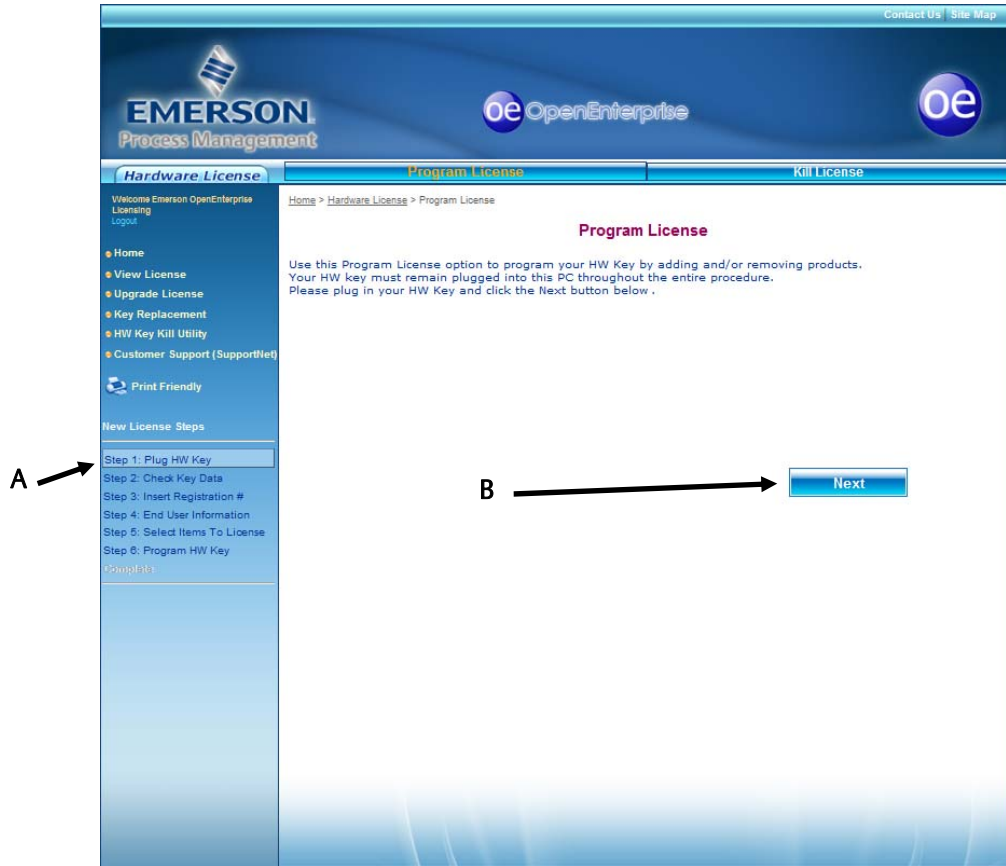 Contact Us | Site Map
EMERSON
Process Management
oe OpenEnterprise
oe
Hardware License
Program License
Kill License
Welcome Emerson OpenEnterprise
Licensing
Logout
Home
View License
Upgrade License
Key Replacement
HW Key Kill Utility
Customer Support (SupportNet)
Print Friendly
New License Steps
Step 1: Plug HW Key
Step 2: Check Key Data
Step 3: Insert Registration #
Step 4: End User Information
Step 5: Select Items To License
Step 6: Program HW Key
Complete
Home > Hardware License > Program License
Program License
Use this Program License option to program your HW Key by adding and/or removing products.
Your HW key must remain plugged into this PC throughout the entire procedure.
Please plug in your HW Key and click the Next button below .
A
B
Next